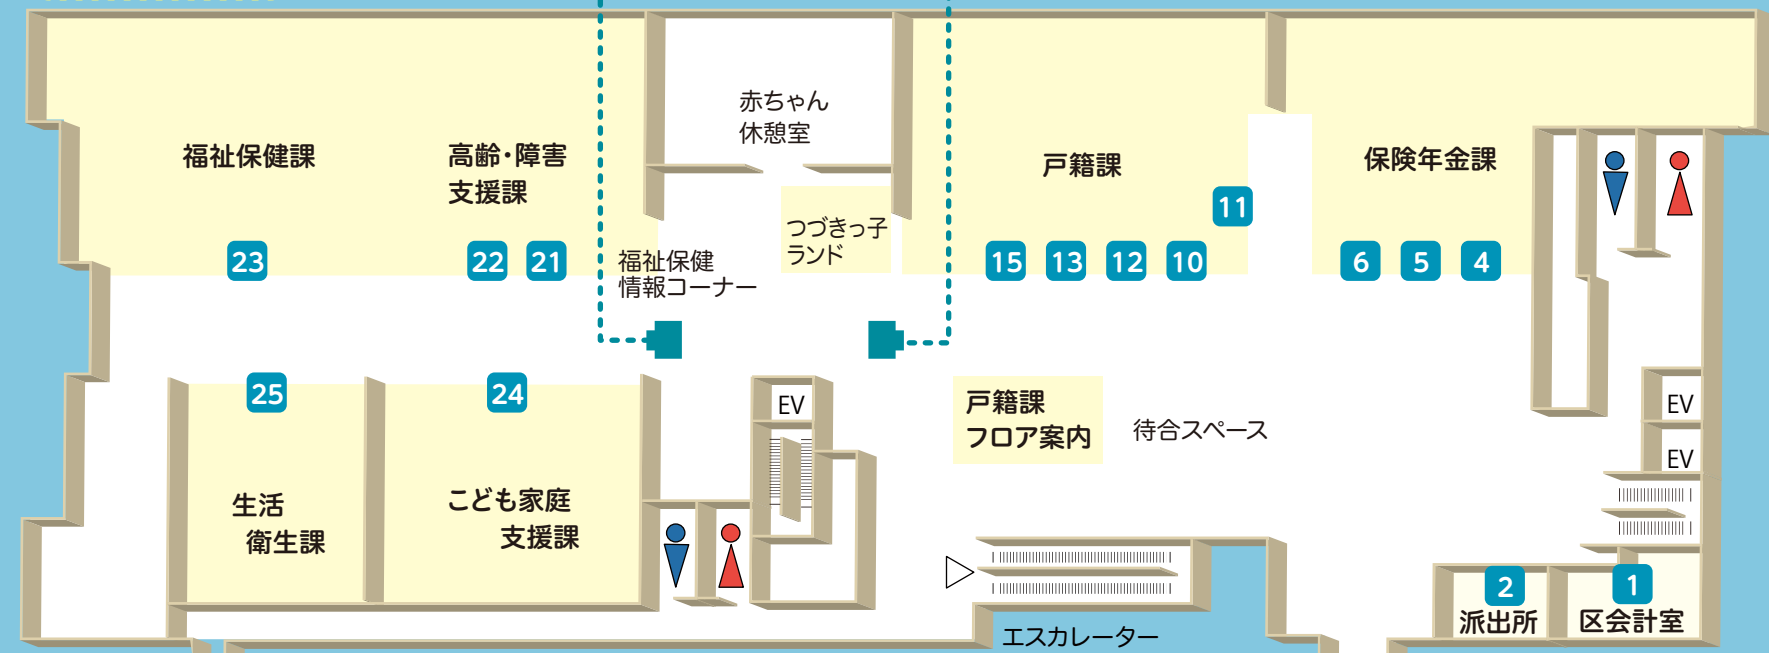 赤ちゃん
休憩室
福祉保健課
高齢・障害
支援課
戸籍課
保険年金課
11
つづきっ子
ランド
23
22
21
福祉保健
情報コーナー
15
13
12
10
6
5
4
25
24
EV
戸籍課
フロア案内
待合スペース
EV
EV
生活
衛生課
こども家庭
支援課
2
派出所
1
区会計室
エスカレーター